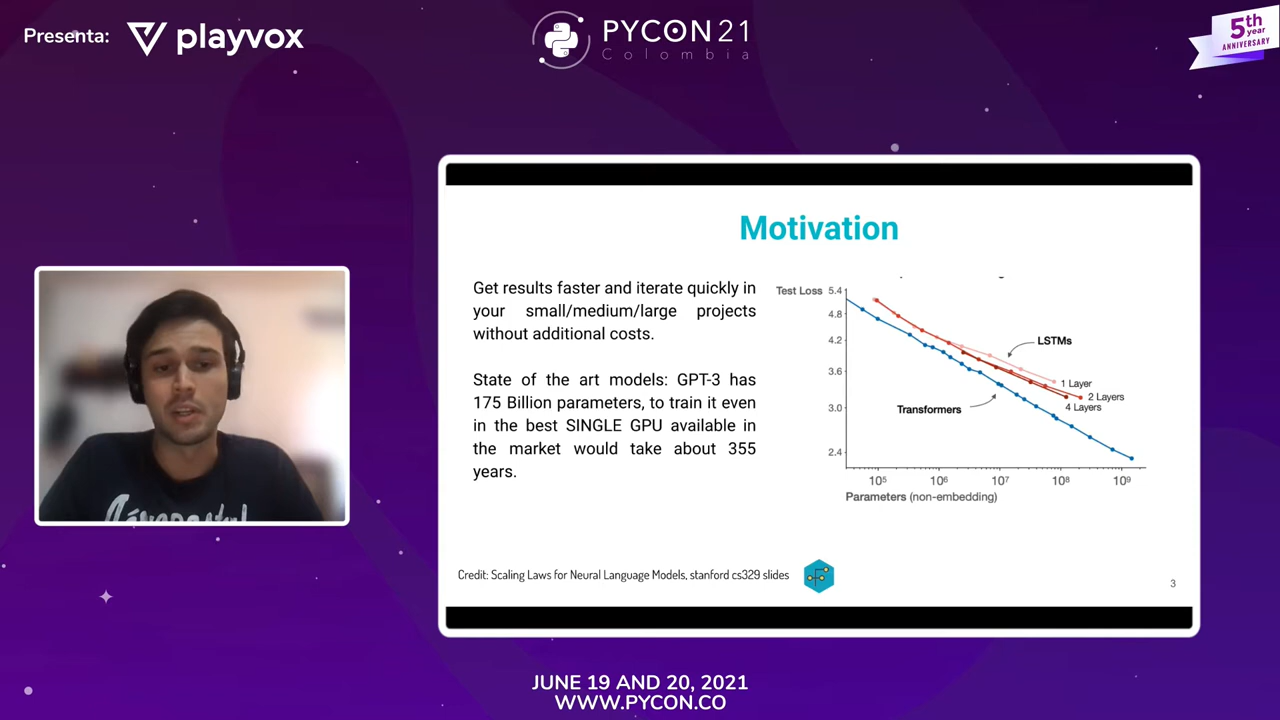 Presenta: playvox
PYCON 21
Colombia
5th
year
ANNIVERSARY
Motivation
Get results faster and iterate quickly in
your small/medium/large projects
without additional costs.
State of the art models: GPT-3 has
175 Billion parameters, to train it even
in the best SINGLE GPU available in
the market would take about 355
years.
Test Loss
5.4
4.8
4.2
3.6
3.0
2.4
LSTMs
1 Layer
2 Layers
4 Layers
Transformers
10⁵ 10⁶ 10⁷ 10⁸ 10⁹
Parameters (non-embedding)
Credit: Scaling Laws for Neural Language Models, stanford cs329 slides
3
JUNE 19 AND 20, 2021
WWW.PYCON.CO